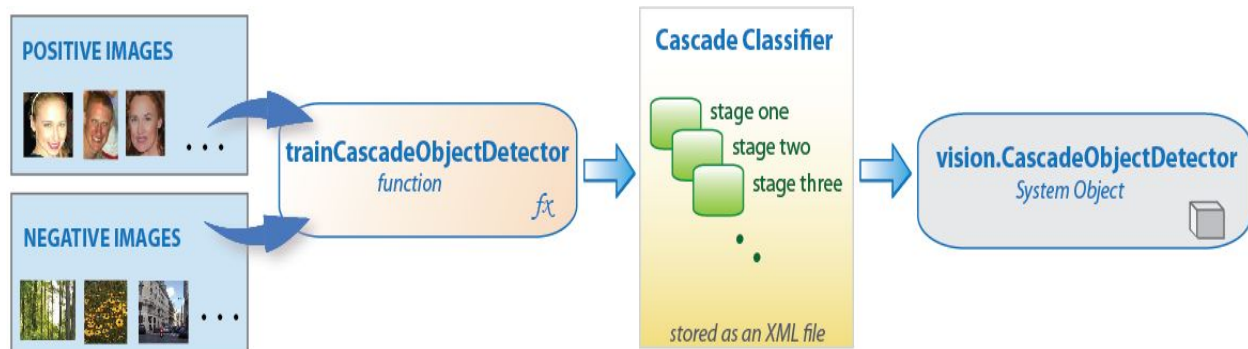 POSITIVE IMAGES
. . .
NEGATIVE IMAGES
. . .
trainCascadeObjectDetector
function
fx
Cascade Classifier
stage one
stage two
stage three
stored as an XML file
vision.CascadeObjectDetector
System Object